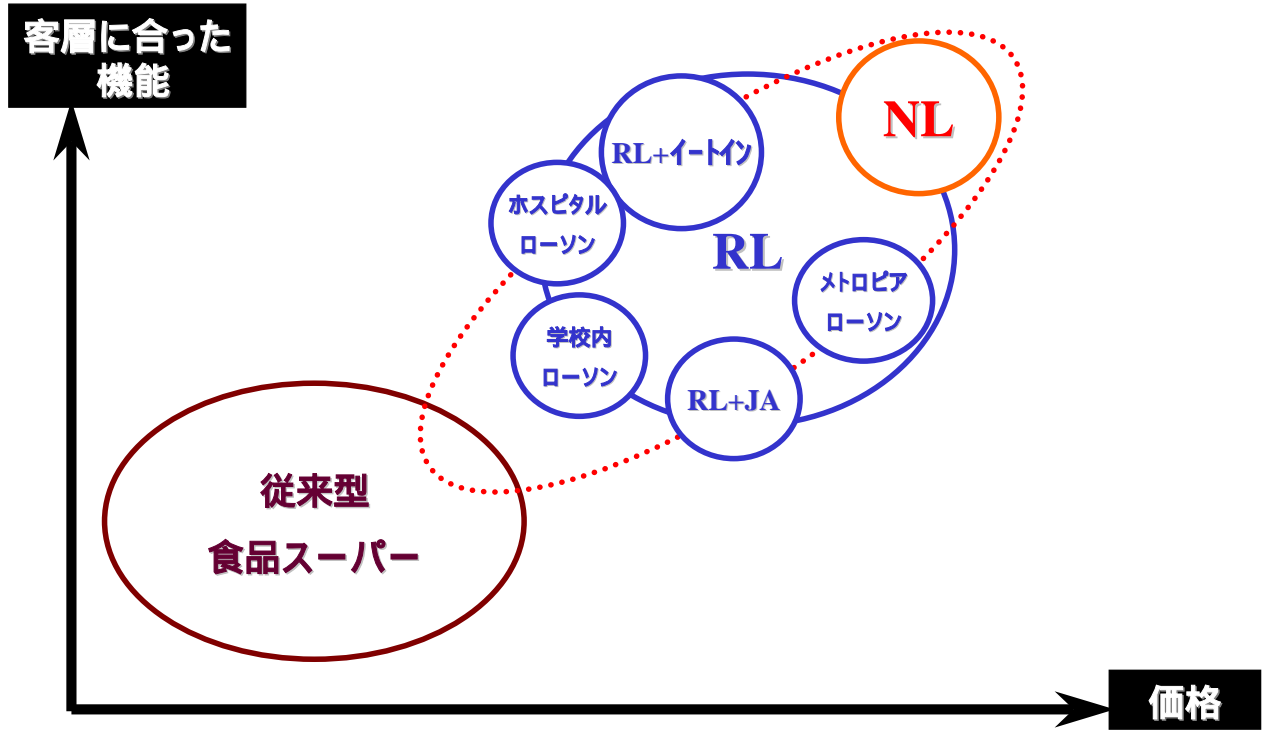 客層に合った
機能
NL
RL+イートイン
ホスピタル
ローソン
RL
メトロピア
ローソン
学校内
ローソン
RL+JA
従来型
食品スーパー
価格